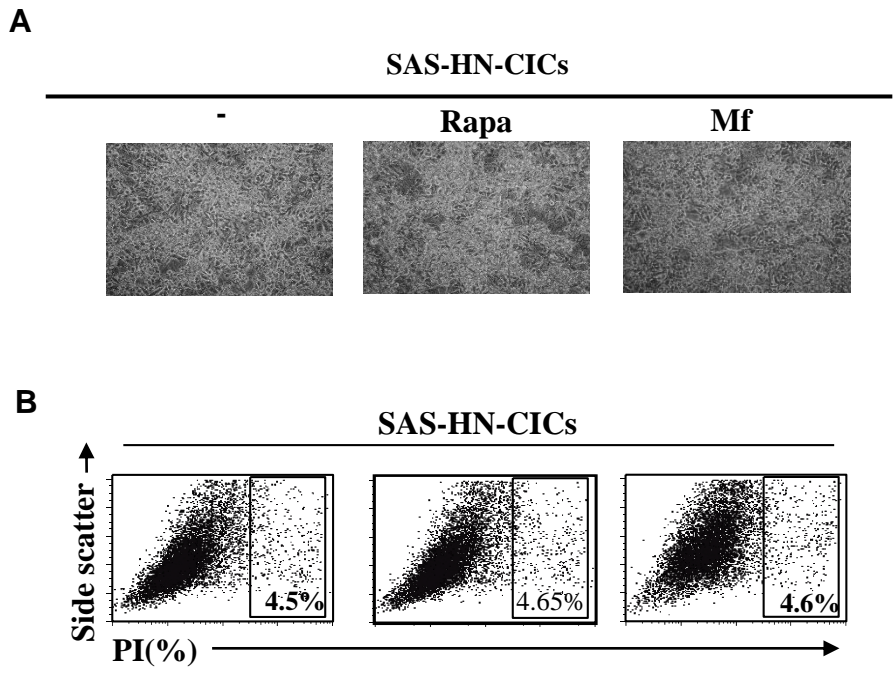 A
SAS-HN-CICs
- Rapa Mf
B
SAS-HN-CICs
Side scatter
4.5% 4.65% 4.6%
PI(%)